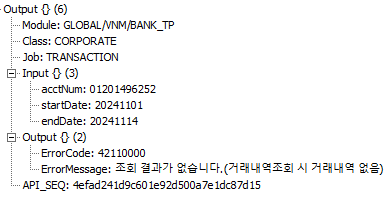 Output {} (6)
Module: GLOBAL/VNM/BANK_TP
Class: CORPORATE
Job: TRANSACTION
Input {} (3)
acctNum: 01201496252
startDate: 20241101
endDate: 20241114
Output {} (2)
ErrorCode: 42110000
ErrorMessage: 조회 결과가 없습니다.(거래내역조회 시 거래내역 없음)
API_SEQ: 4efad241d9c601e92d500a7e1dc87d15